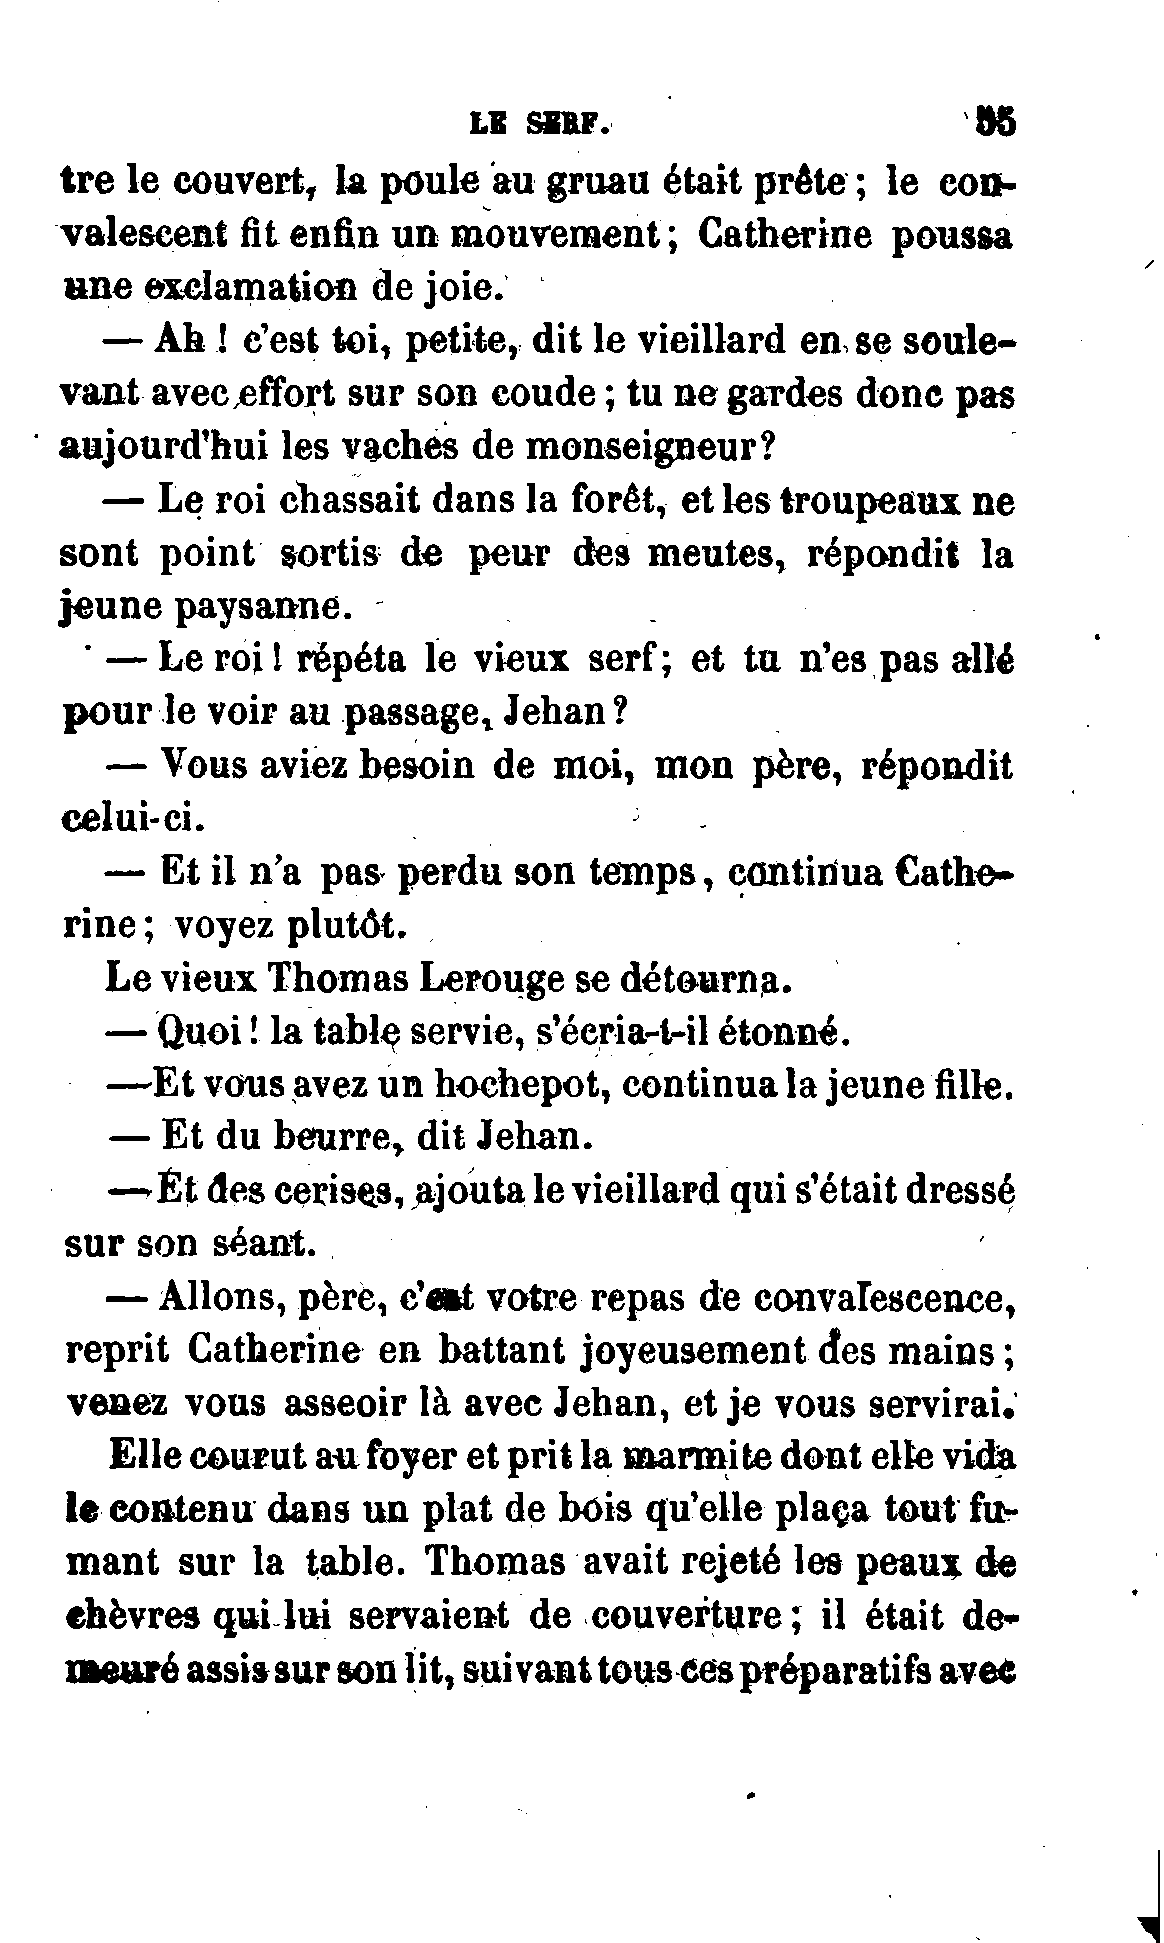 LE SERF. 55
tre le couvert, la poule au gruau était prête ; le con-
valescent fit enfin un mouvement ; Catherine poussa
une exclamation de joie.
— Ah ! c'est toi, petite, dit le vieillard en se soule-
vant avec effort sur son coude ; tu ne gardes donc pas
aujourd'hui les vaches de monseigneur?
— Le roi chassait dans la forêt, et les troupeaux ne
sont point sortis de peur des meutes, répondit la
jeune paysanne.
— Le roi ! répéta le vieux serf ; et tu n'es pas allé
pour le voir au passage, Jehan ?
— Vous aviez besoin de moi, mon père, répondit
celui-ci.
— Et il n'a pas perdu son temps, continua Cathe-
rine ; voyez plutôt.
Le vieux Thomas Lerouge se détourna.
— Quoi ! la table servie, s'écria-t-il étonné.
— Et vous avez un hochepot, continua la jeune fille.
— Et du beurre, dit Jehan.
— Et des cerises, ajouta le vieillard qui s'était dressé
sur son séant.
— Allons, père, c'est votre repas de convalescence,
reprit Catherine en battant joyeusement des mains ;
venez vous asseoir là avec Jehan, et je vous servirai.
Elle courut au foyer et prit la marmite dont elle vida
le contenu dans un plat de bois qu'elle plaça tout fu-
mant sur la table. Thomas avait rejeté les peaux de
chèvres qui lui servaient de couverture ; il était de-
meuré assis sur son lit, suivant tous ces préparatifs avec